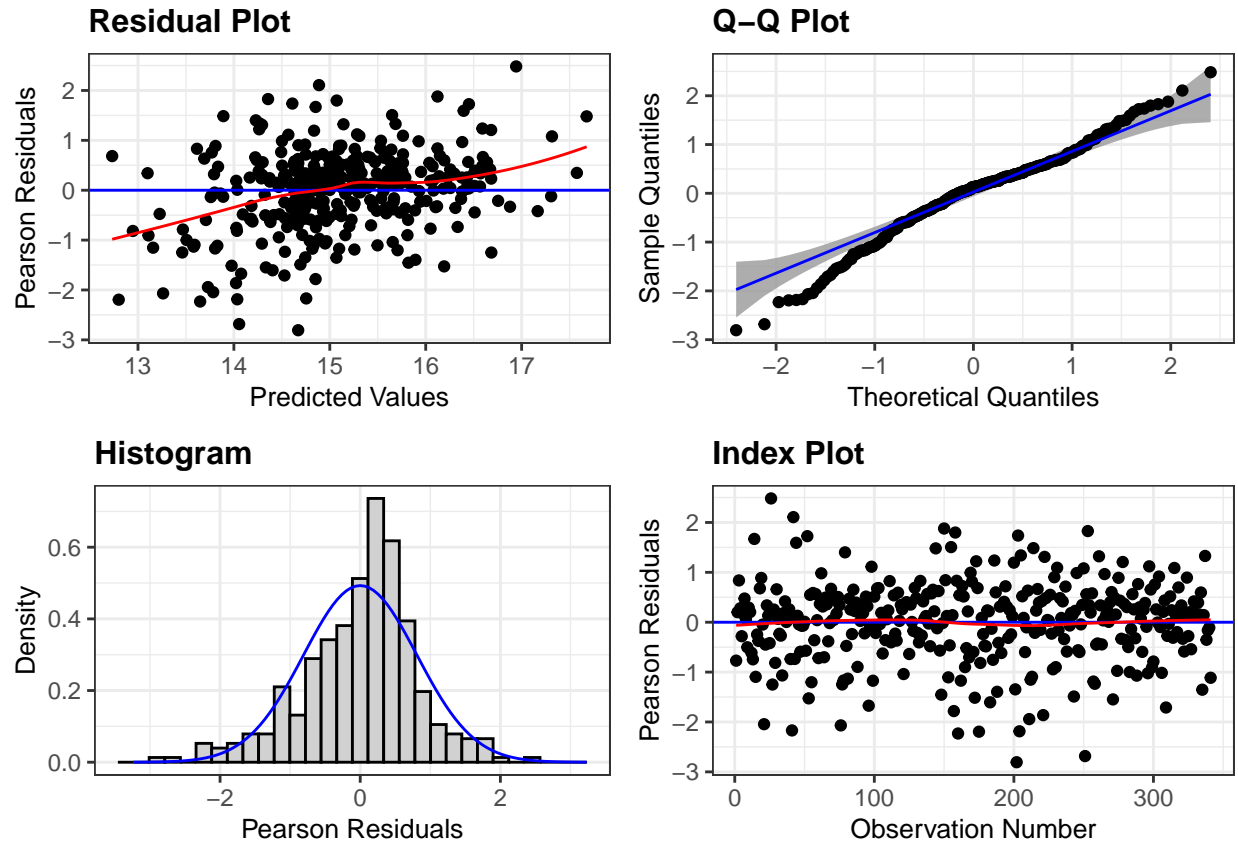 Residual Plot
Pearson Residuals
2
1
0
−1
−2
−3
13 14 15 16 17
Predicted Values
Q−Q Plot
Sample Quantiles
2
1
0
−1
−2
−3
−2 −1 0 1 2
Theoretical Quantiles
Histogram
Density
0.6
0.4
0.2
0.0
−2 0 2
Pearson Residuals
Index Plot
Pearson Residuals
2
1
0
−1
−2
−3
0 100 200 300
Observation Number